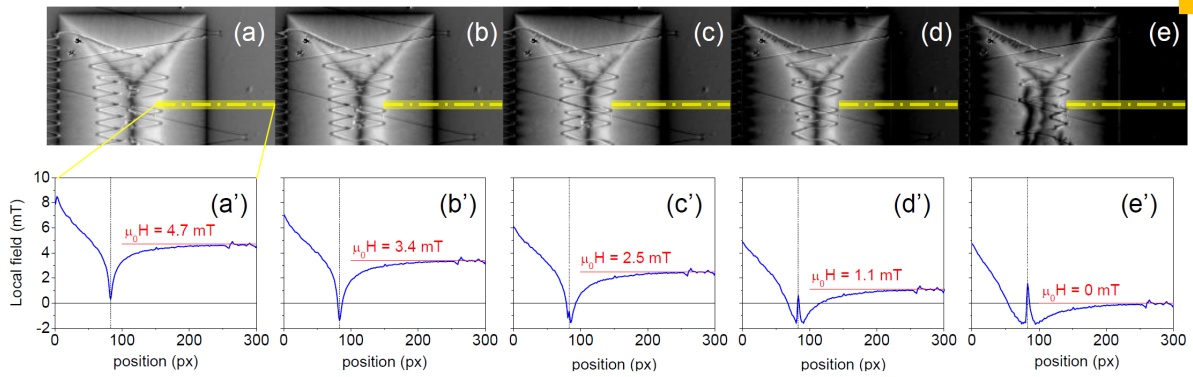 (a) (b) (c) (d) (e)
10
8
6
4
2
0
-2
Local field (mT)
(a') (b') (c') (d') (e')
μ₀H = 4.7 mT
μ₀H = 3.4 mT
μ₀H = 2.5 mT
μ₀H = 1.1 mT
μ₀H = 0 mT
0 100 200 300 0 100 200 300 0 100 200 300 0 100 200 300 0 100 200 300
position (px) position (px) position (px) position (px) position (px)